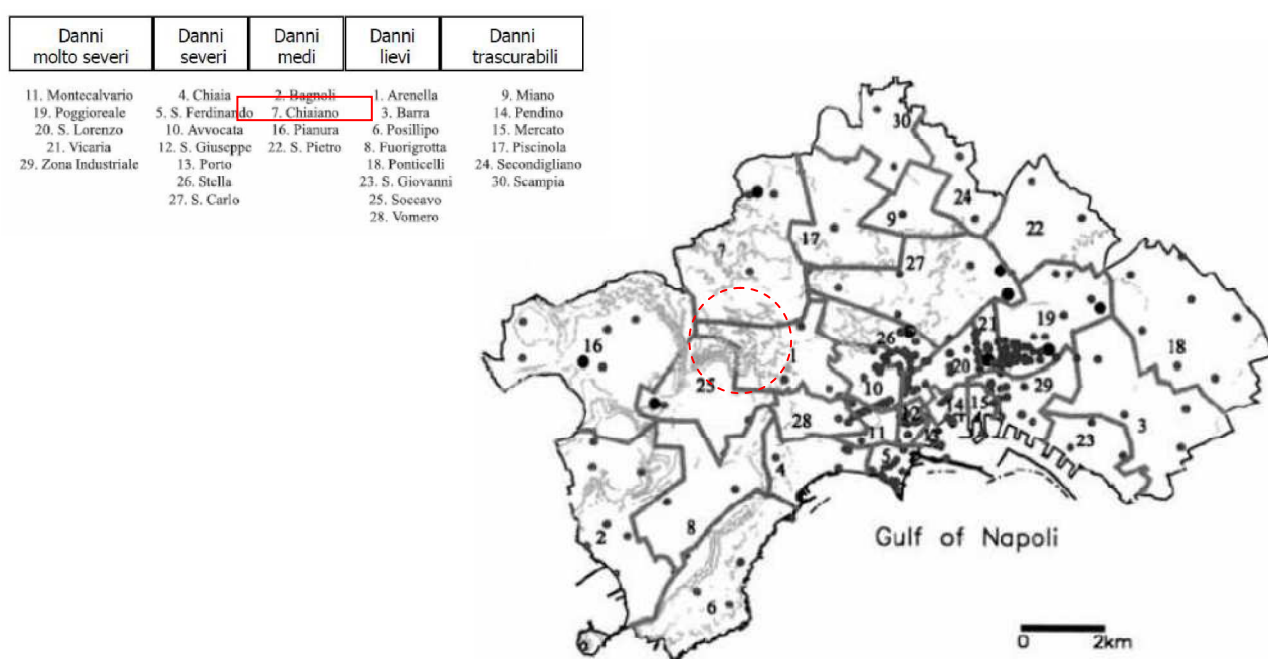 Danni molto severi
Danni severi
Danni medi
Danni lievi
Danni trascurabili
11. Montecalvario
19. Poggioreale
20. S. Lorenzo
21. Vicaria
29. Zona Industriale
4. Chiaia
5. S. Ferdinando
10. Avvocata
12. S. Giuseppe
13. Porto
26. Stella
27. S. Carlo
2. Bagnoli
7. Chiaiano
16. Pianura
22. S. Pietro
1. Arenella
3. Barra
6. Posillipo
8. Fuorigrotta
18. Ponticelli
23. S. Giovanni
25. Soccavo
28. Vomero
9. Miano
14. Pendino
15. Mercato
17. Piscinola
24. Secondigliano
30. Scampia
30
24
22
9
17
7
27
19
21
26
16
1
18
20
25
10
29
14
15
12
28
11
13
3
23
5
4
8
2
6
Gulf of Napoli
0 2km